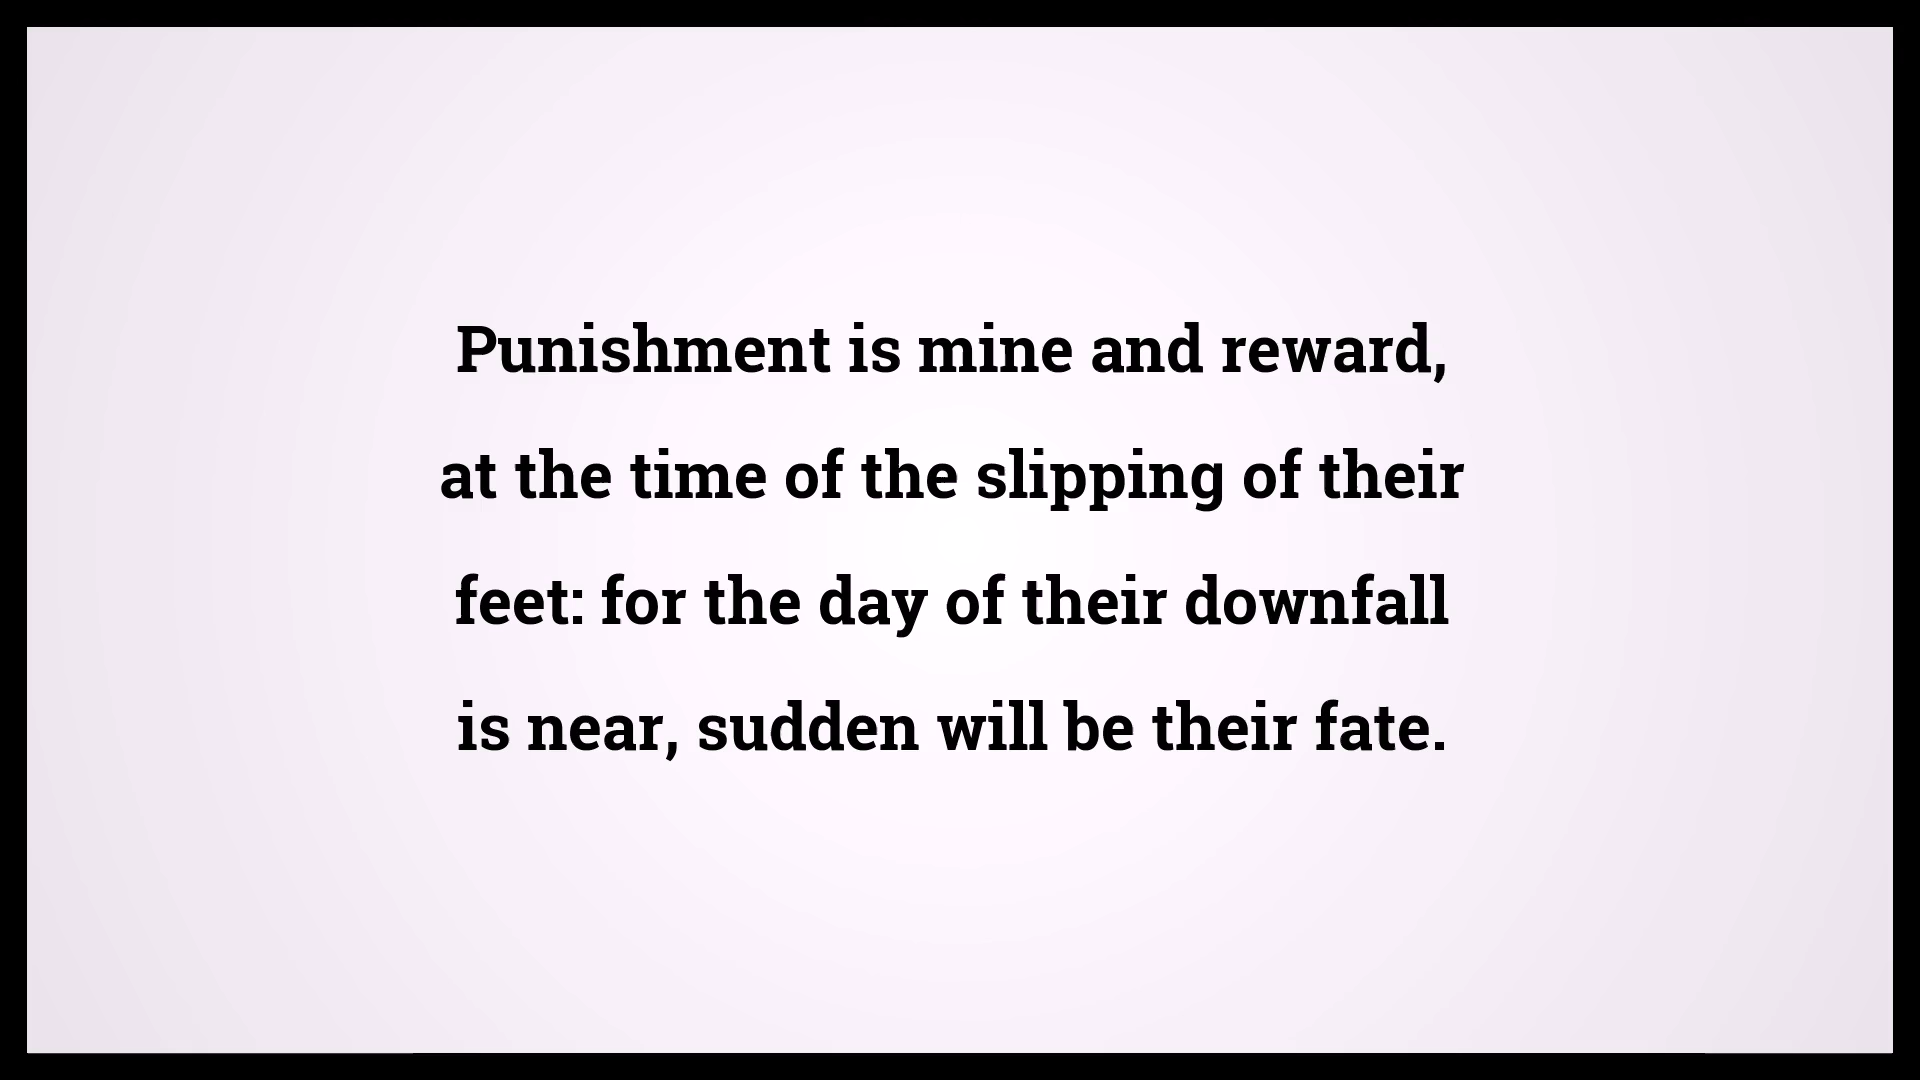 Punishment is mine and reward,
at the time of the slipping of their
feet: for the day of their downfall
is near, sudden will be their fate.